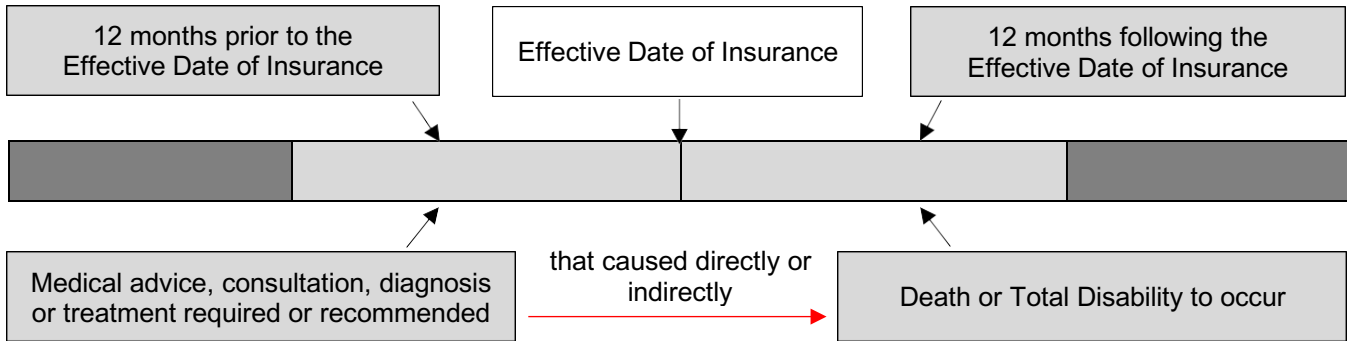 12 months prior to the
Effective Date of Insurance
Effective Date of Insurance
12 months following the
Effective Date of Insurance
Medical advice, consultation, diagnosis
or treatment required or recommended
that caused directly or
indirectly
Death or Total Disability to occur